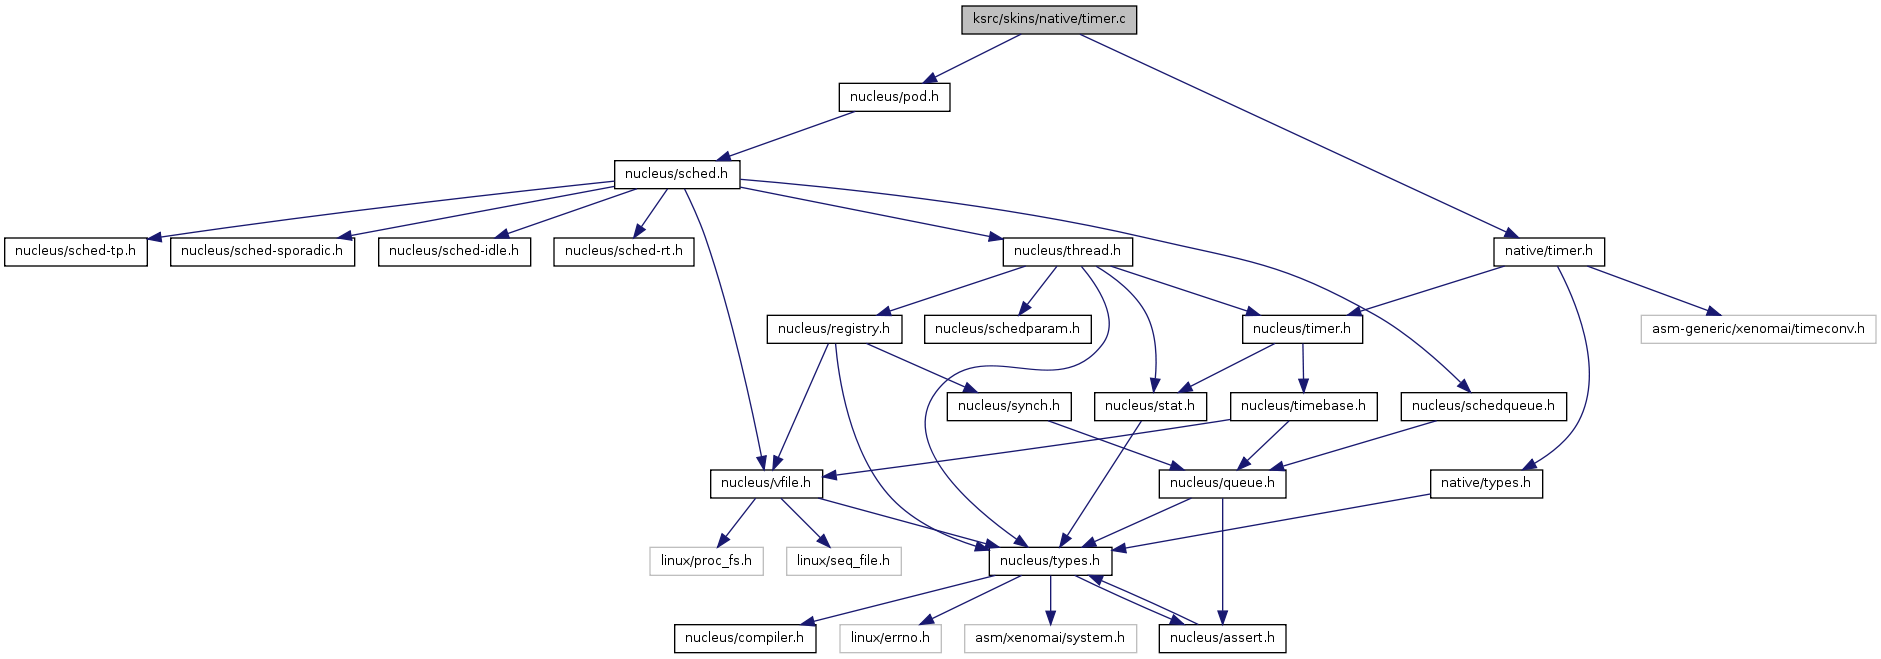 ksrc/skins/native/timer.c
nucleus/pod.h
nucleus/sched.h
nucleus/sched-tp.h
nucleus/sched-sporadic.h
nucleus/sched-idle.h
nucleus/sched-rt.h
nucleus/thread.h
native/timer.h
nucleus/registry.h
nucleus/schedparam.h
nucleus/timer.h
asm-generic/xenomai/timeconv.h
nucleus/synch.h
nucleus/stat.h
nucleus/timebase.h
nucleus/schedqueue.h
nucleus/vfile.h
nucleus/queue.h
native/types.h
linux/proc_fs.h
linux/seq_file.h
nucleus/types.h
nucleus/compiler.h
linux/errno.h
asm/xenomai/system.h
nucleus/assert.h